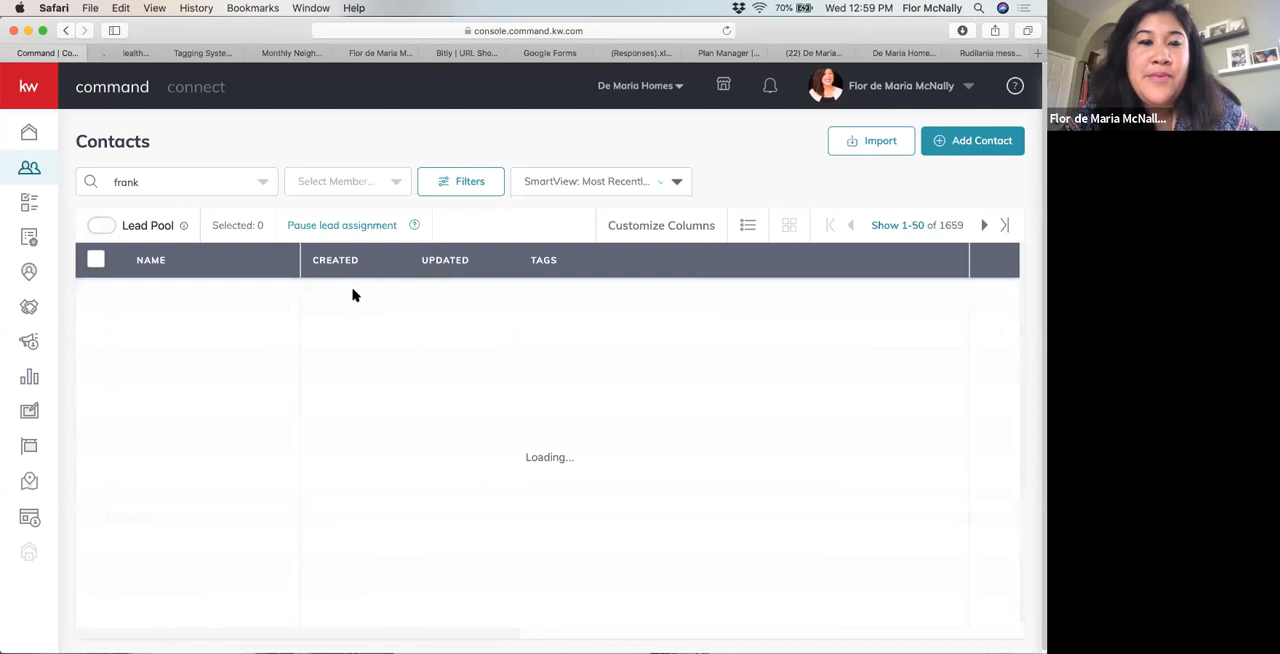 Safari File Edit View History Bookmarks Window Help 70% Wed 12:59 PM Flor McNally
console.command.kw.com
Command | Co... . lealth... Tagging Syste... Monthly Neigh... Flor de Maria M... Bitly | URL Sho... Google Forms (Responses).xl... Plan Manager |... (22) De Maria... De Maria Home... Rudilania mess...
kw command connect De Maria Homes Flor de Maria McNally ?
Flor de Maria McNall...
Contacts Import Add Contact
frank Select Member... Filters SmartView: Most Recentl...
Lead Pool Selected: 0 Pause lead assignment ? Customize Columns Show 1-50 of 1659
NAME CREATED UPDATED TAGS
Loading...